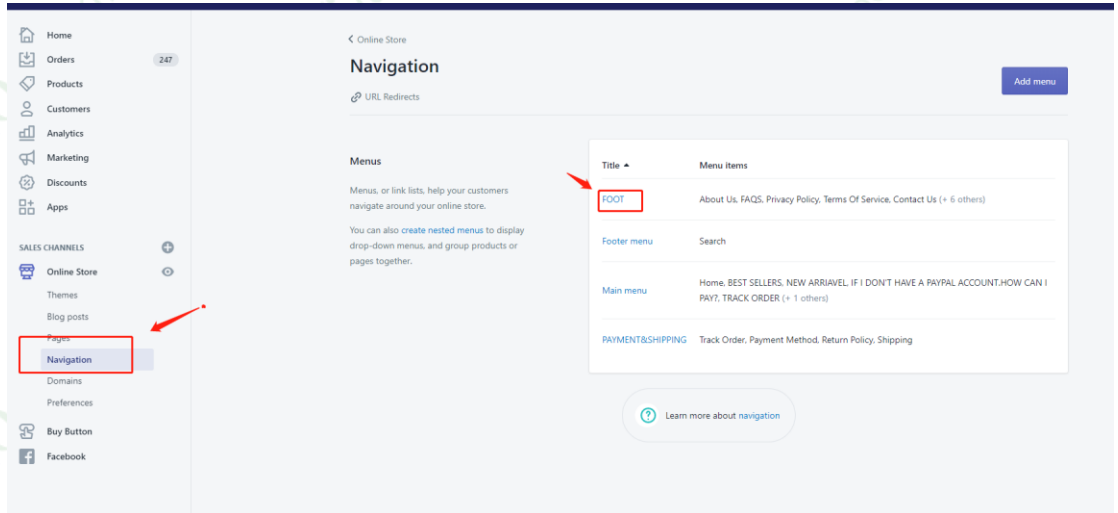 Home
Orders 247
Products
Customers
Analytics
Marketing
Discounts
Apps
SALES CHANNELS
Online Store
Themes
Blog posts
Pages
Navigation
Domains
Preferences
Buy Button
Facebook
Online Store
Navigation
URL Redirects
Add menu
Menus
Menus, or link lists, help your customers
navigate around your online store.
You can also create nested menus to display
drop-down menus, and group products or
pages together.
Title Menu items
FOOT About Us, FAQS, Privacy Policy, Terms Of Service, Contact Us (+ 6 others)
Footer menu Search
Main menu Home, BEST SELLERS, NEW ARRIAVEL, IF I DON'T HAVE A PAYPAL ACCOUNT.HOW CAN I
PAY?, TRACK ORDER (+ 1 others)
PAYMENT&SHIPPING Track Order, Payment Method, Return Policy, Shipping
Learn more about navigation